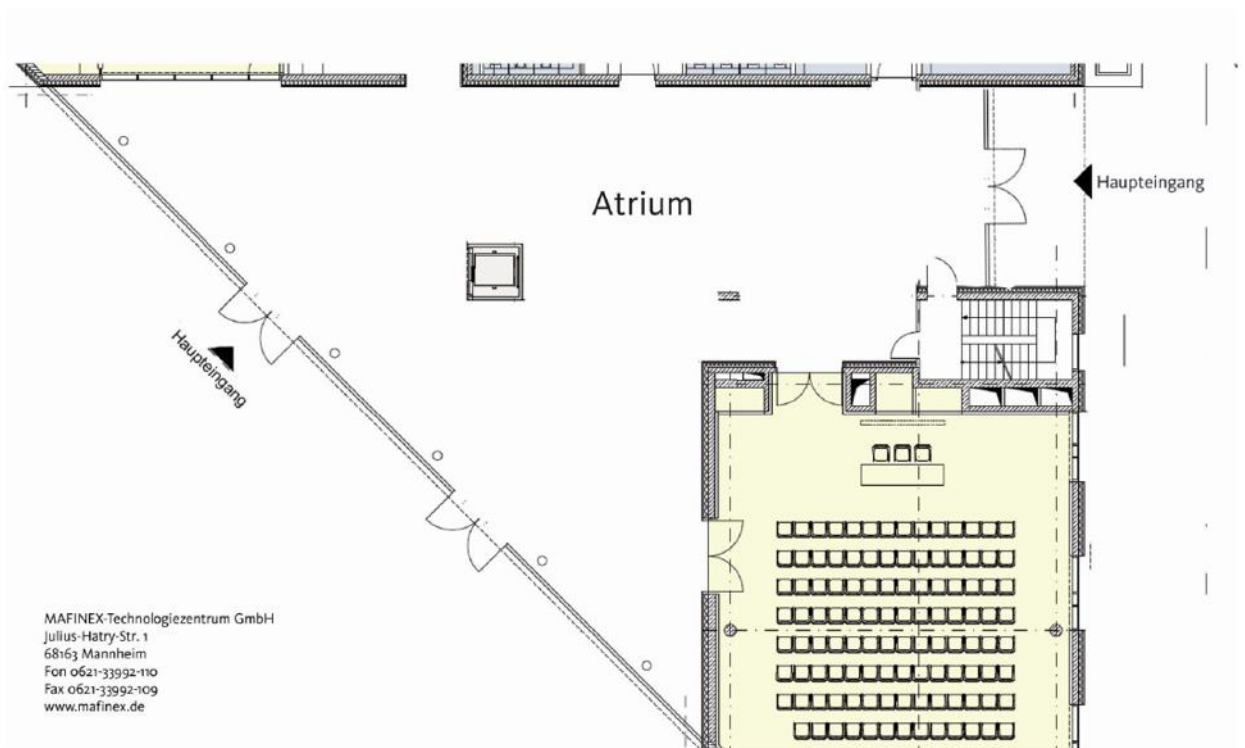 Atrium
Haupteingang
Haupteingang
MAFINEX-Technologiezentrum GmbH
Julius-Hatry-Str. 1
68163 Mannheim
Fon 0621-33992-110
Fax 0621-33992-109
www.mafinex.de